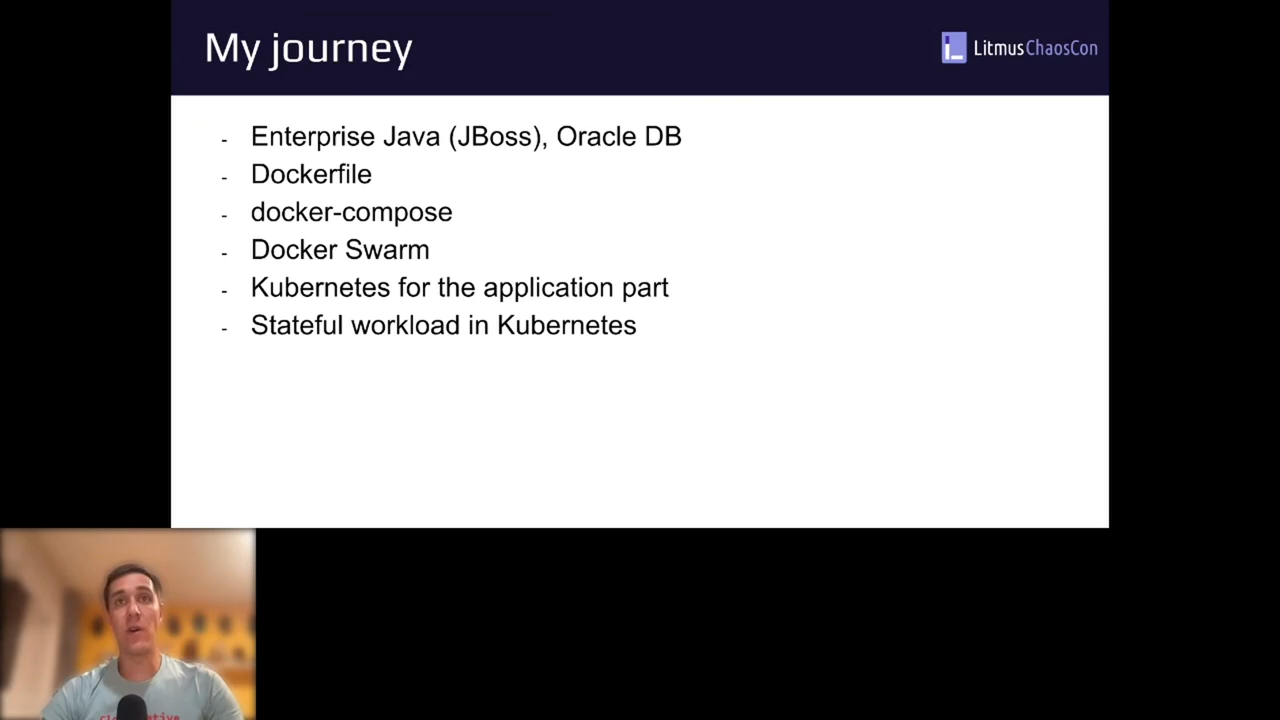 My journey
LitmusChaosCon
- Enterprise Java (JBoss), Oracle DB
- Dockerfile
- docker-compose
- Docker Swarm
- Kubernetes for the application part
- Stateful workload in Kubernetes